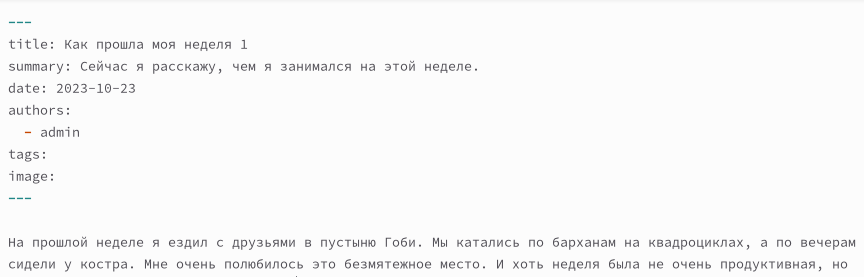 ---
title: Как прошла моя неделя 1
summary: Сейчас я расскажу, чем я занимался на этой неделе.
date: 2023-10-23
authors:
  - admin
tags:
image:
---
На прошлой неделе я ездил с друзьями в пустыню Гоби. Мы катались по барханам на квадроциклах, а по вечерам
сидели у костра. Мне очень полюбилось это безмятежное место. И хоть неделя была не очень продуктивная, но